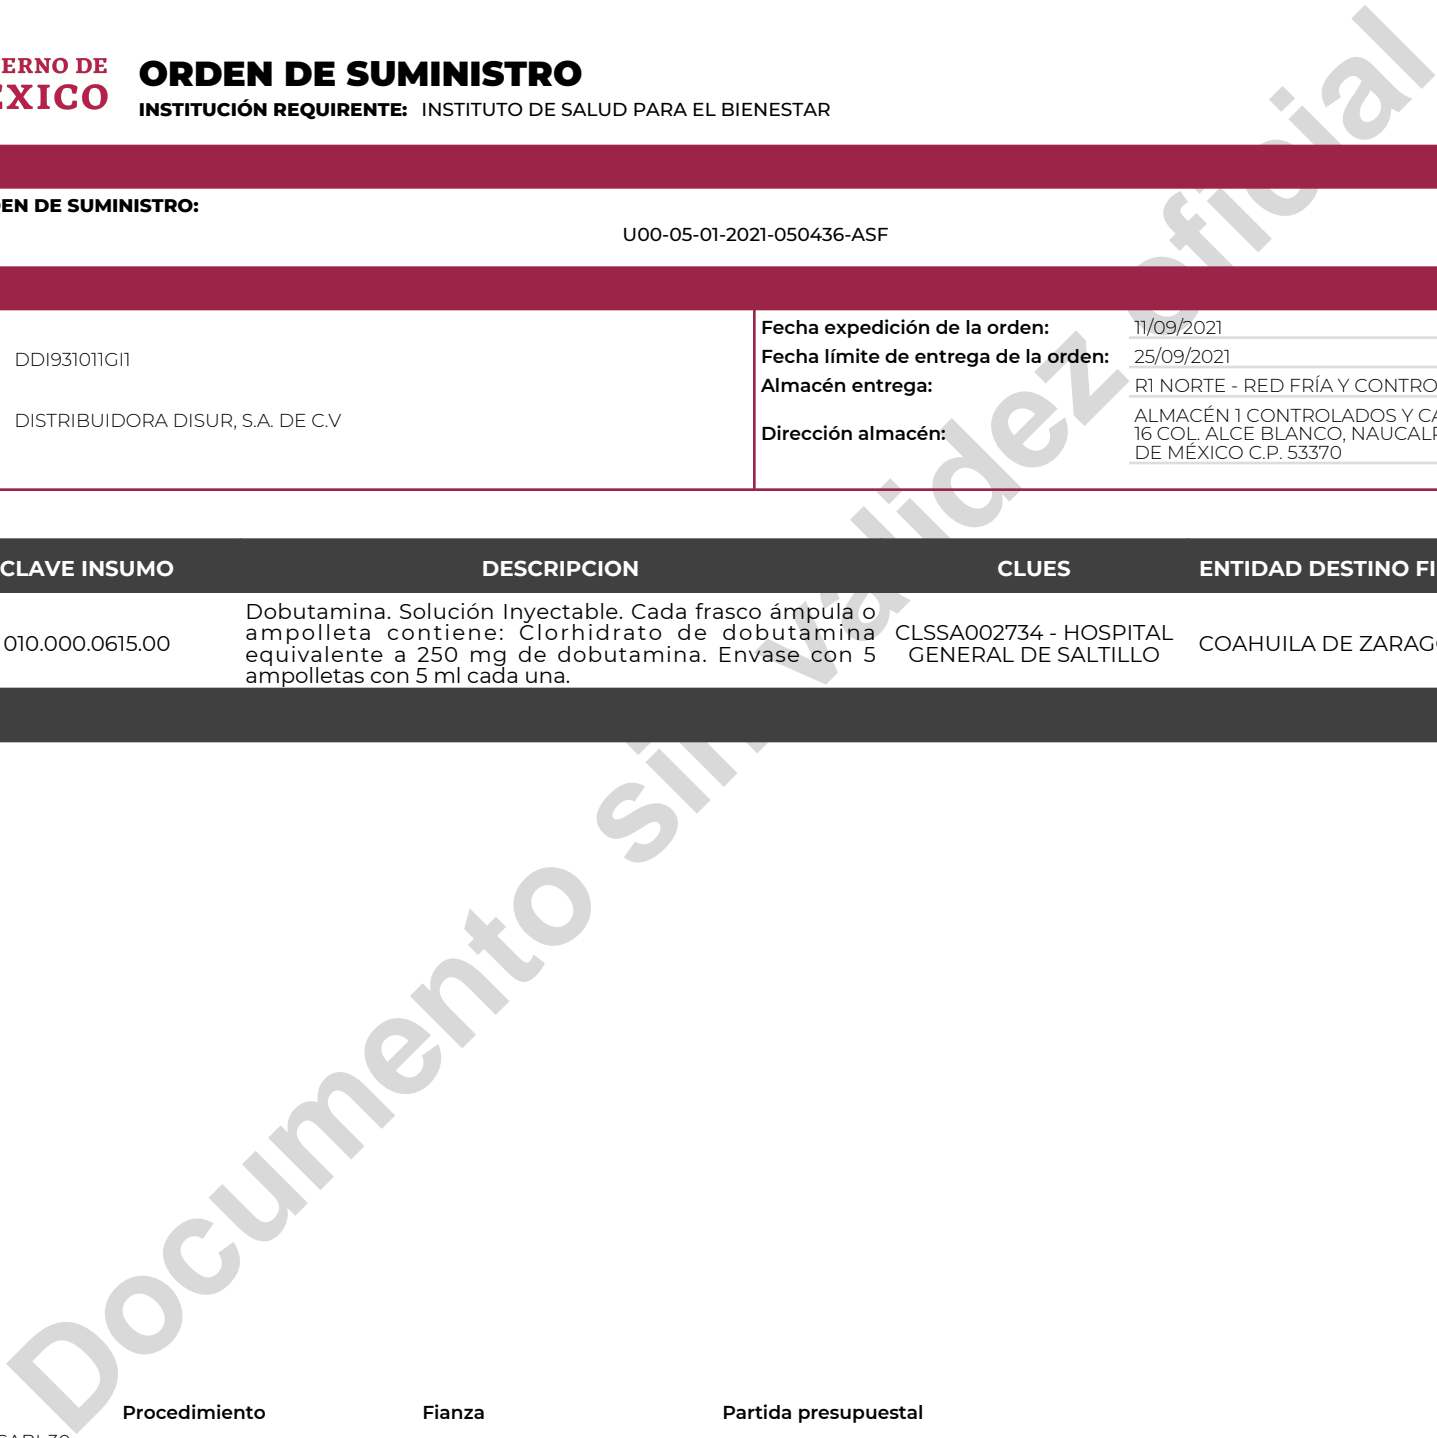 ERNO DE
ÉXICO
ORDEN DE SUMINISTRO
INSTITUCIÓN REQUIRENTE: INSTITUTO DE SALUD PARA EL BIENESTAR
EN DE SUMINISTRO:
U00-05-01-2021-050436-ASF
DDI931011GI1
DISTRIBUIDORA DISUR, S.A. DE C.V
Fecha expedición de la orden: 11/09/2021
Fecha límite de entrega de la orden: 25/09/2021
Almacén entrega: R1 NORTE - RED FRÍA Y CONTRO
Dirección almacén:
ALMACÉN 1 CONTROLADOS Y CA
16 COL. ALCE BLANCO, NAUCALP
DE MÉXICO C.P. 53370
CLAVE INSUMO DESCRIPCION CLUES ENTIDAD DESTINO FI
010.000.0615.00
Dobutamina. Solución Inyectable. Cada frasco ámpula o
ampolleta contiene: Clorhidrato de dobutamina
equivalente a 250 mg de dobutamina. Envase con 5
ampolletas con 5 ml cada una.
CLSSA002734 - HOSPITAL
GENERAL DE SALTILLO
COAHUILA DE ZARAG
Documento sin validez oficial
Procedimiento Fianza Partida presupuestal